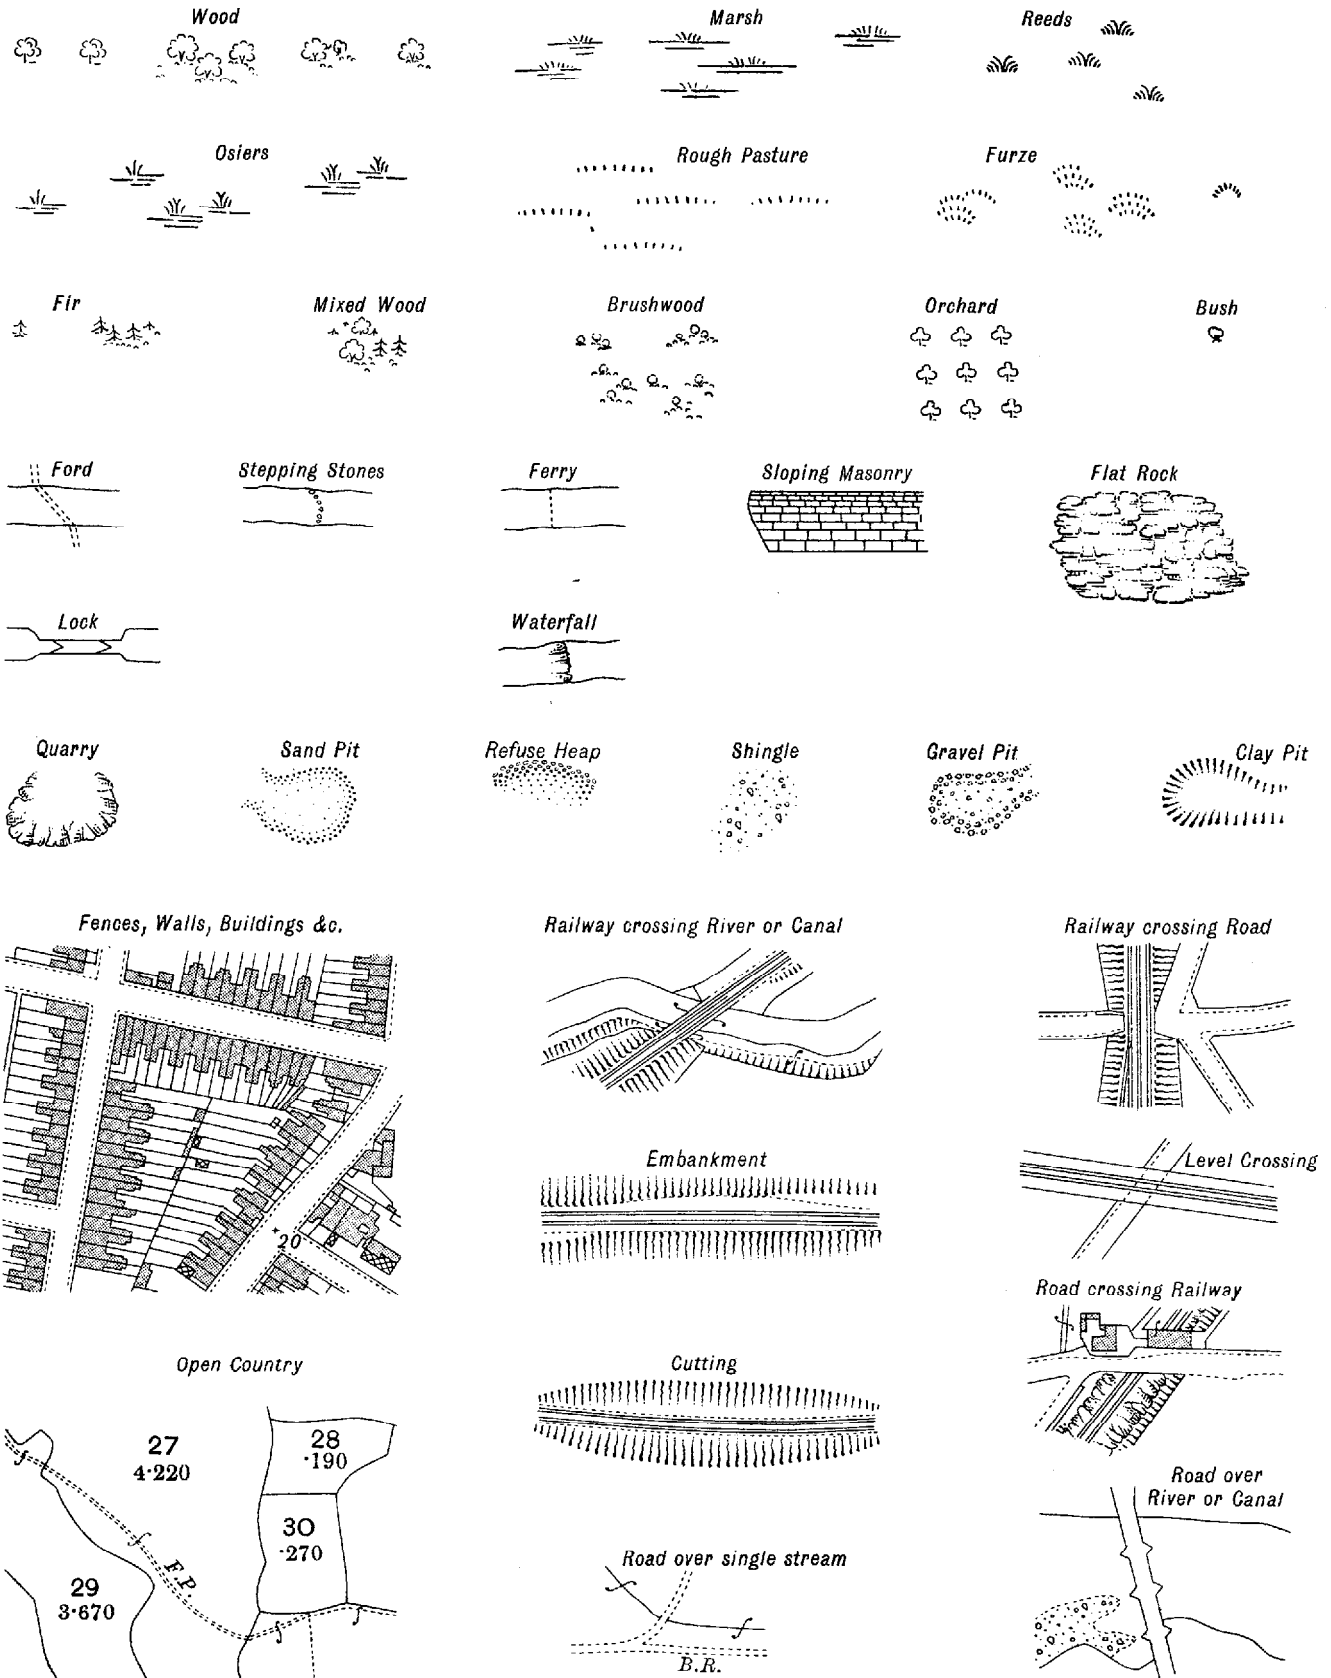 Wood
Marsh
Reeds
Osiers
Rough Pasture
Furze
Fir
Mixed Wood
Brushwood
Orchard
Bush
Ford
Stepping Stones
Ferry
Sloping Masonry
Flat Rock
Lock
Waterfall
Quarry
Sand Pit
Refuse Heap
Shingle
Gravel Pit
Clay Pit
Fences, Walls, Buildings &c.
Railway crossing River or Canal
Railway crossing Road
20
Embankment
Level Crossing
Road crossing Railway
Open Country
27
4·220
28
·190
30
·270
29
3·670
F.P.
Cutting
Road over
River or Canal
Road over single stream
B.R.